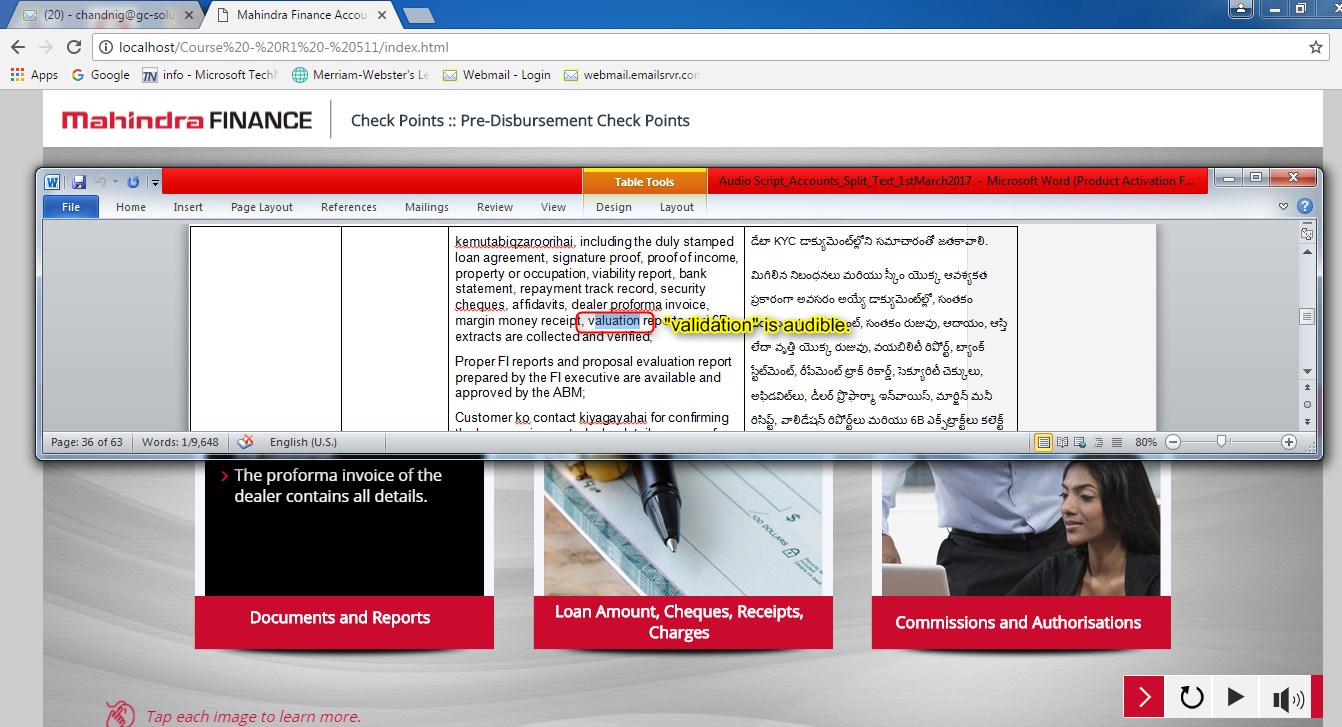 (20) - chandnig@gc-solu
Mahindra Finance Accou
localhost/Course%20-%20R1%20-%20511/index.html
Apps
Google
info - Microsoft Tech
Merriam-Webster's Le
Webmail - Login
webmail.emailsrvr.con
Mahindra FINANCE
Check Points :: Pre-Disbursement Check Points
Table Tools
Audio Script_Accounts_Split_Text_1stMarch2017 - Microsoft Word (Product Activation F...
File Home Insert Page Layout References Mailings Review View Design Layout
kemutabiqzaroorihai, including the duly stamped
loan agreement, signature proof, proof of income,
property or occupation, viability report, bank
statement, repayment track record, security
cheques, affidavits, dealer proforma invoice,
margin money receipt, valuation
extracts are collected and verified;
Proper FI reports and proposal evaluation report
prepared by the FI executive are available and
approved by the ABM;
Customer ko contact kiyagayahai for confirming
"validation" is audible.
డేటా KYC డాక్యుమెంట్‌ల్లోని సమాచారంతో జతకావాలి.
మిగిలిన నిబంధనలు మరియు స్కీం యొక్క ఆవశ్యకత
ప్రకారంగా అవసరం అయ్యే డాక్యుమెంట్‌ల్లో, సంతకం
సంతకం రుజువు, ఆదాయం, ఆస్తి
లేదా వృత్తి యొక్క రుజువు, వయబిలిటీ రిపోర్ట్, బ్యాంక్
స్టేట్‌మెంట్, రీపేమెంట్ ట్రాక్ రికార్డ్, సెక్యూరిటీ చెక్కులు,
అఫిడవిట్‌లు, డీలర్ ప్రొఫార్మా ఇన్‌వాయిస్, మార్జిన్ మనీ
రిసిప్ట్, వాలిడేషన్ రిపోర్ట్‌లు మరియు 6B ఎక్స్‌ట్రాక్ట్‌లు కలెక్ట్
Page: 36 of 63 Words: 1/9,648 English (U.S.) 80%
The proforma invoice of the
dealer contains all details.
Documents and Reports
Loan Amount, Cheques, Receipts,
Charges
Commissions and Authorisations
Tap each image to learn more.